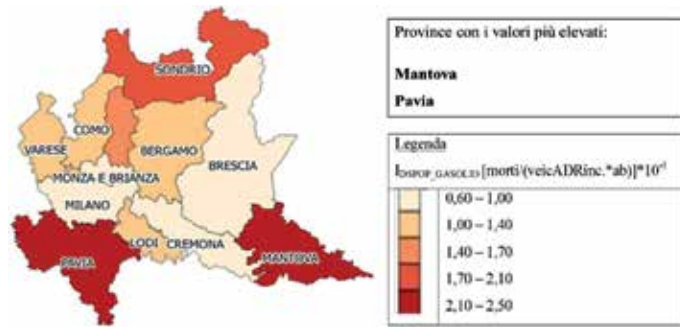 SONDRIO
COMO
VARESE
BERGAMO
BRESCIA
MONZA E BRIANZA
MILANO
LODI
CREMONA
PAVIA
MANTOVA
Province con i valori più elevati:
Mantova
Pavia
Legenda
[morti/(veicADRinc.*ab)]*10
0,60 – 1,00
1,00 – 1,40
1,40 – 1,70
1,70 – 2,10
2,10 – 2,50